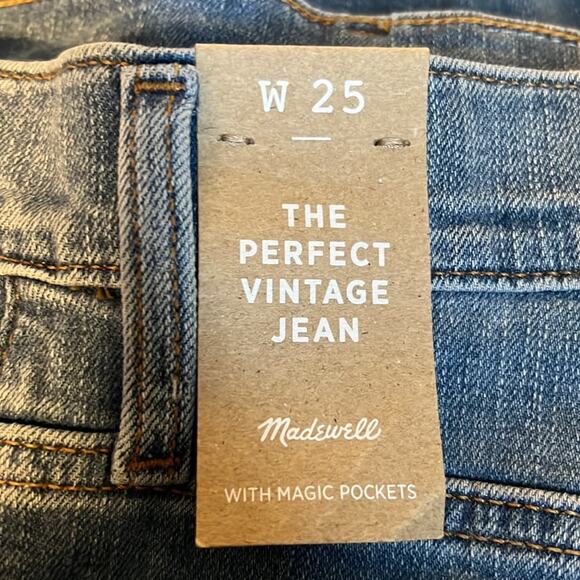 W 25
THE
PERFECT
VINTAGE
JEAN
Madewell
WITH MAGIC POCKETS